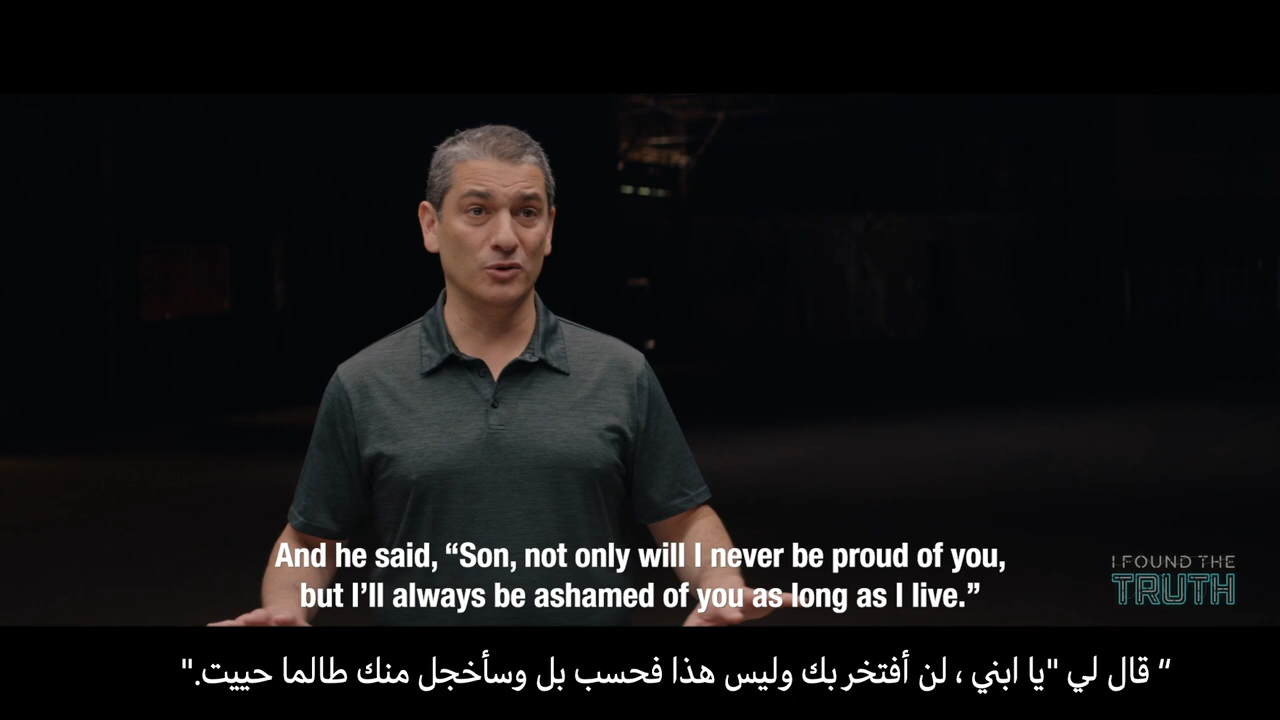 And he said, “Son, not only will I never be proud of you,
but I’ll always be ashamed of you as long as I live.”
I FOUND THE
TRUTH
” قال لي "يا ابني ، لن أفتخر بك وليس هذا فحسب بل وسأخجل منك طالما حييت."